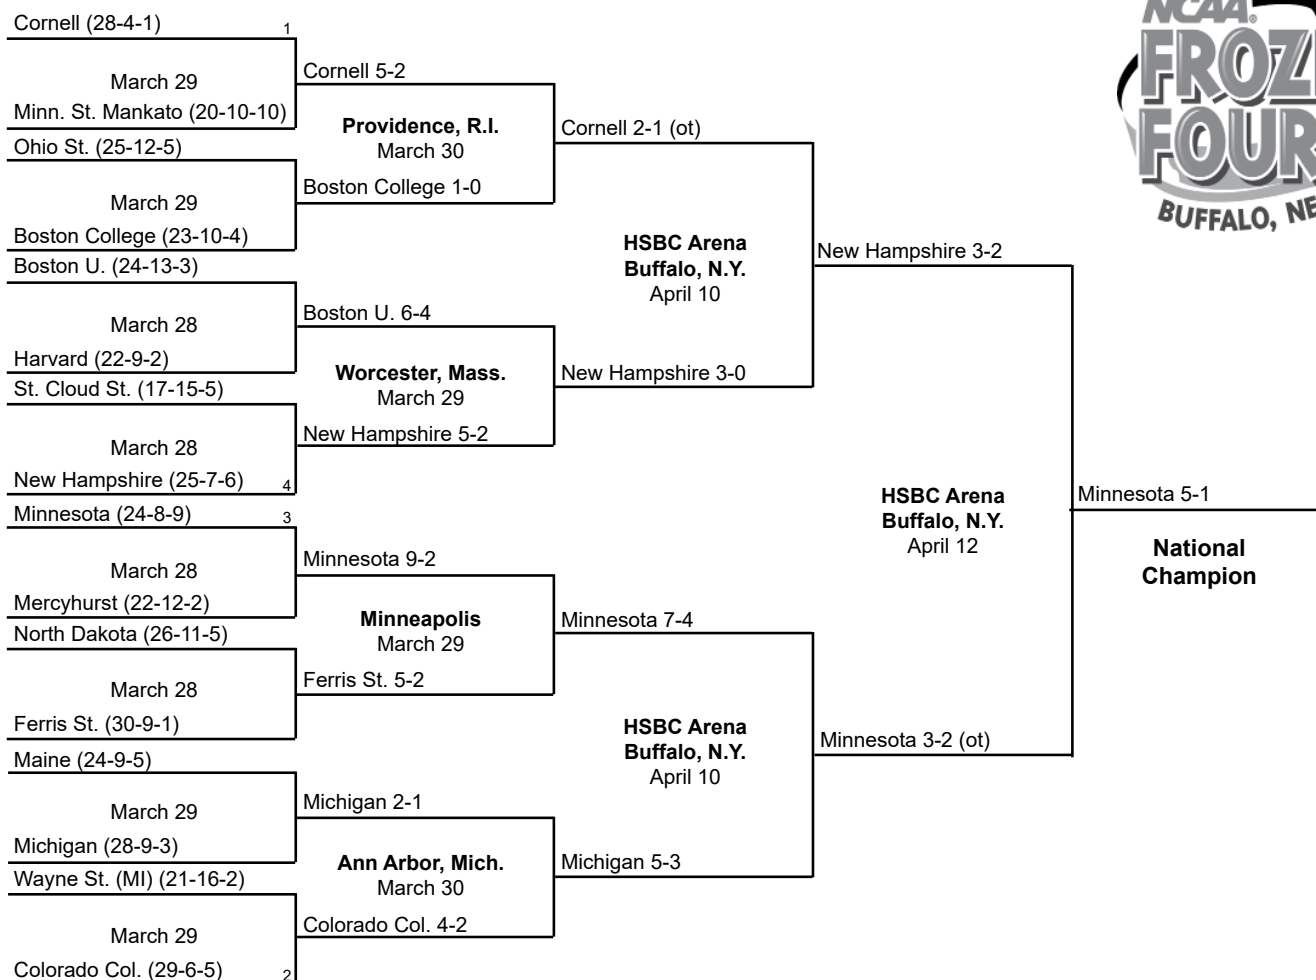 Cornell (28-4-1)
1
March 29
Minn. St. Mankato (20-10-10)
Ohio St. (25-12-5)
March 29
Boston College (23-10-4)
Boston U. (24-13-3)
March 28
Harvard (22-9-2)
St. Cloud St. (17-15-5)
March 28
New Hampshire (25-7-6)
4
Minnesota (24-8-9)
3
March 28
Mercyhurst (22-12-2)
North Dakota (26-11-5)
March 28
Ferris St. (30-9-1)
Maine (24-9-5)
March 29
Michigan (28-9-3)
Wayne St. (MI) (21-16-2)
March 29
Colorado Col. (29-6-5)
2
Cornell 5-2
Providence, R.I.
March 30
Boston College 1-0
Boston U. 6-4
Worcester, Mass.
March 29
New Hampshire 5-2
Minnesota 9-2
Minneapolis
March 29
Ferris St. 5-2
Michigan 2-1
Ann Arbor, Mich.
March 30
Colorado Col. 4-2
Cornell 2-1 (ot)
HSBC Arena
Buffalo, N.Y.
April 10
New Hampshire 3-0
Minnesota 7-4
HSBC Arena
Buffalo, N.Y.
April 10
Michigan 5-3
New Hampshire 3-2
HSBC Arena
Buffalo, N.Y.
April 12
Minnesota 3-2 (ot)
Minnesota 5-1
National
Champion
NCAA®
FROZ
FOUR
BUFFALO, NE